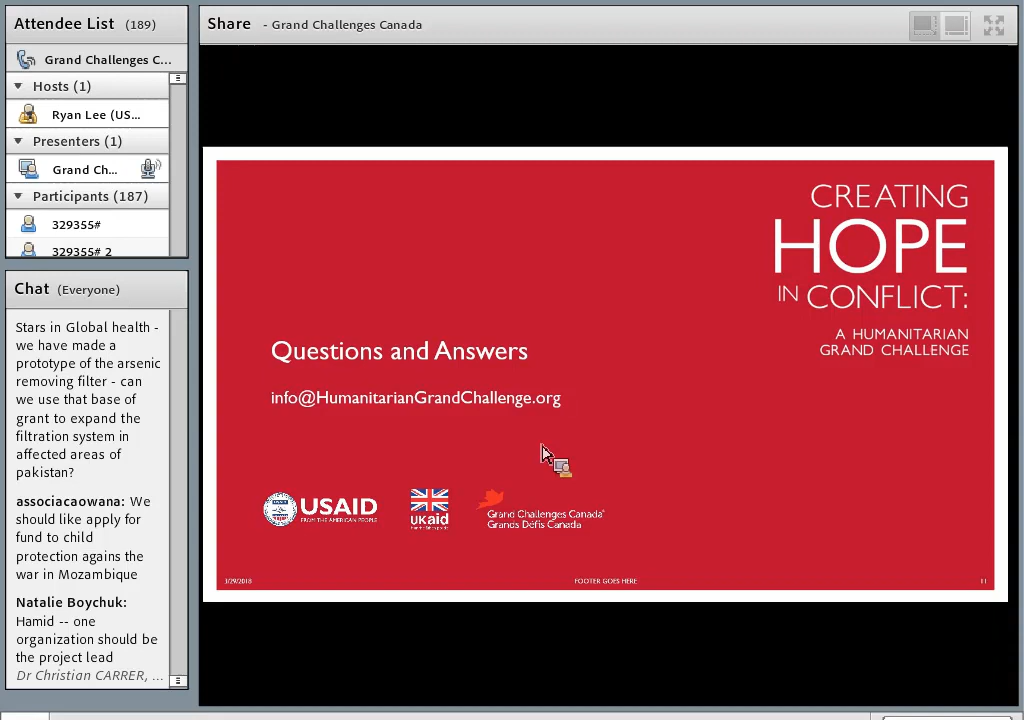 Attendee List (189)
Grand Challenges C...
Hosts (1)
Ryan Lee (US...
Presenters (1)
Grand Ch...
Participants (187)
329355#
329355# 2
Chat (Everyone)
Stars in Global health -
we have made a
prototype of the arsenic
removing filter - can
we use that base of
grant to expand the
filtration system in
affected areas of
pakistan?
associacaowana: We
should like apply for
fund to child
protection agains the
war in Mozambique
Natalie Boychuk:
Hamid -- one
organization should be
the project lead
Dr Christian CARRER, ...
Share - Grand Challenges Canada
CREATING
HOPE
IN CONFLICT:
A HUMANITARIAN
GRAND CHALLENGE
Questions and Answers
info@HumanitarianGrandChallenge.org
USAID
FROM THE AMERICAN PEOPLE
UKaid
Grand Challenges Canada
Grands Défis Canada
3/29/2018
FOOTER GOES HERE
11